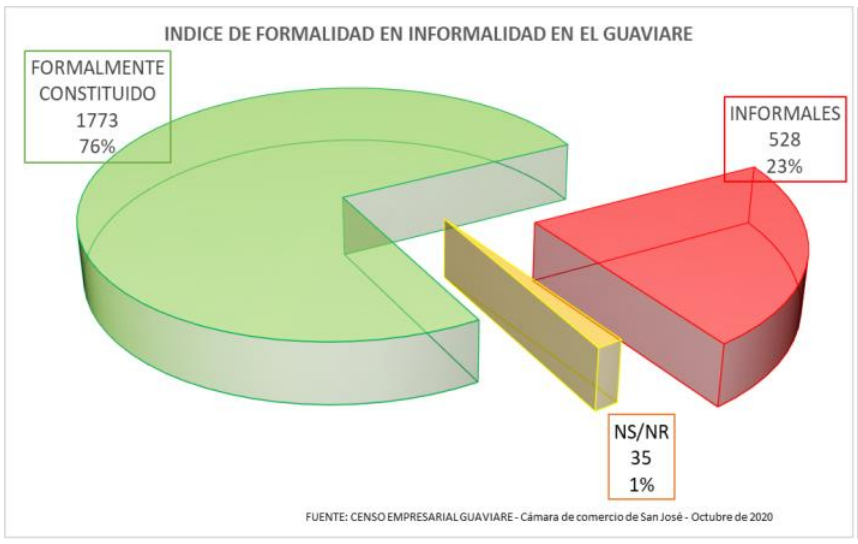 INDICE DE FORMALIDAD EN INFORMALIDAD EN EL GUAVIARE
FORMALMENTE
CONSTITUIDO
1773
76%
INFORMALES
528
23%
NS/NR
35
1%
FUENTE: CENSO EMPRESARIAL GUAVIARE - Cámara de comercio de San José - Octubre de 2020